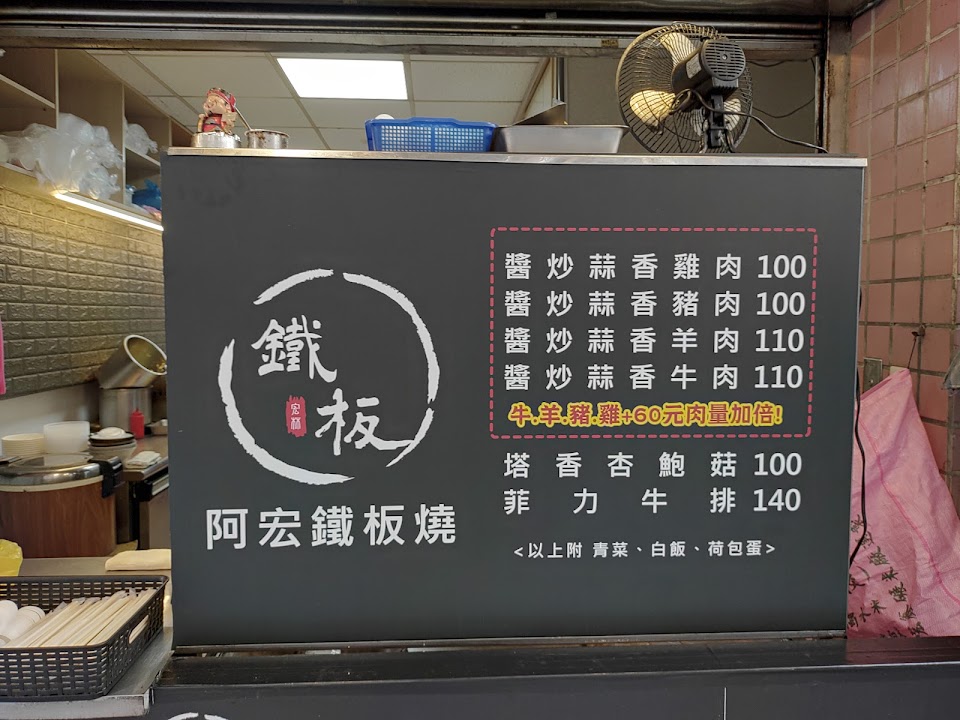 鐵板
宏林
阿宏鐵板燒
醬炒蒜香雞肉 100
醬炒蒜香豬肉 100
醬炒蒜香羊肉 110
醬炒蒜香牛肉 110
牛.羊.豬.雞+60元肉量加倍!
塔香杏鮑菇 100
菲力牛排 140
<以上附 青菜、白飯、荷包蛋>